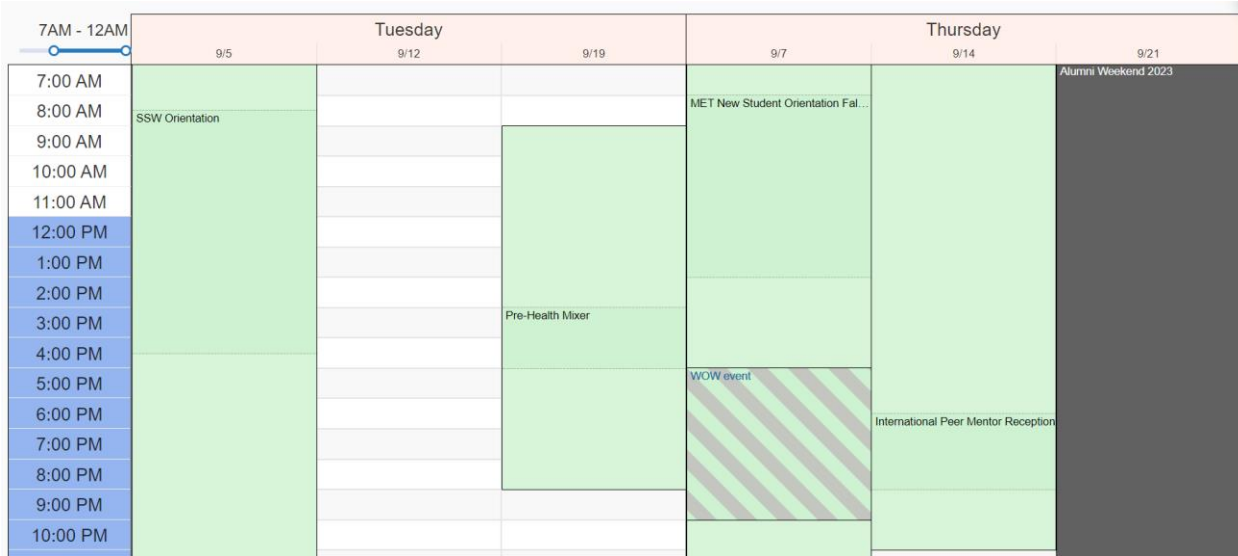 7AM - 12AM
Tuesday
Thursday
9/5
9/12
9/19
9/7
9/14
9/21
7:00 AM
Alumni Weekend 2023
8:00 AM
SSW Orientation
MET New Student Orientation Fal...
9:00 AM
10:00 AM
11:00 AM
12:00 PM
1:00 PM
2:00 PM
3:00 PM
Pre-Health Mixer
4:00 PM
5:00 PM
WOW event
6:00 PM
International Peer Mentor Reception
7:00 PM
8:00 PM
9:00 PM
10:00 PM